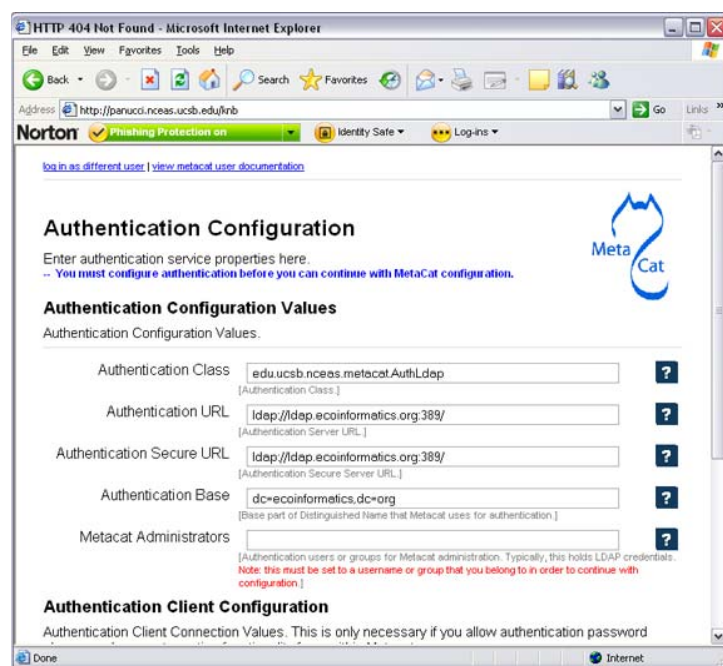 HTTP 404 Not Found - Microsoft Internet Explorer
File Edit View Favorites Tools Help
Back Search Favorites
Address http://panucci.nceas.ucsb.edu/knb Go Links »
Norton Phishing Protection on Identity Safe Log-ins
log in as different user | view metacat user documentation
Authentication Configuration
Enter authentication service properties here.
-- You must configure authentication before you can continue with MetaCat configuration.
Meta Cat
Authentication Configuration Values
Authentication Configuration Values.
Authentication Class edu.ucsb.nceas.metacat.AuthLdap ?
[Authentication Class.]
Authentication URL ldap://ldap.ecoinformatics.org:389/ ?
[Authentication Server URL.]
Authentication Secure URL ldap://ldap.ecoinformatics.org:389/ ?
[Authentication Secure Server URL.]
Authentication Base dc=ecoinformatics,dc=org ?
[Base part of Distinguished Name that Metacat uses for authentication.]
Metacat Administrators ?
[Authentication users or groups for Metacat administration. Typically, this holds LDAP credentials.
Note: this must be set to a username or group that you belong to in order to continue with
configuration.]
Authentication Client Configuration
Authentication Client Connection Values. This is only necessary if you allow authentication password
Done Internet